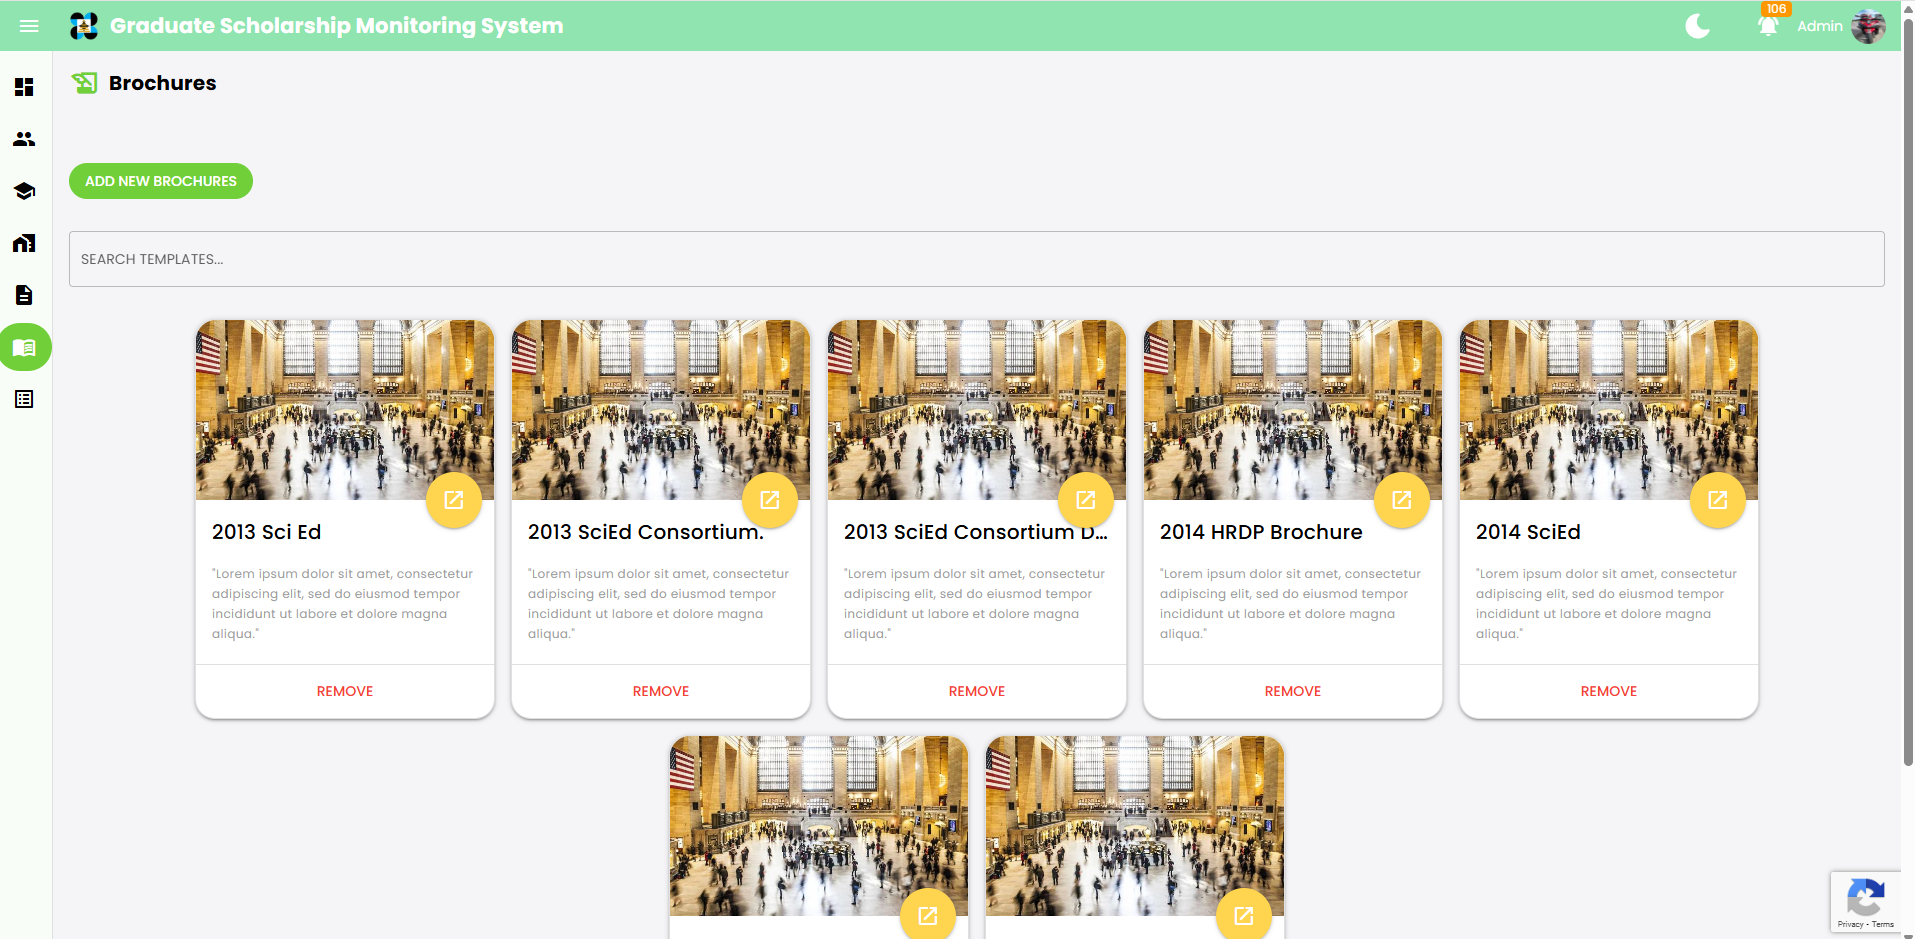 Graduate Scholarship Monitoring System
106
Admin
Brochures
ADD NEW BROCHURES
SEARCH TEMPLATES...
2013 Sci Ed
"Lorem ipsum dolor sit amet, consectetur
adipiscing elit, sed do eiusmod tempor
incididunt ut labore et dolore magna
aliqua."
REMOVE
2013 SciEd Consortium.
"Lorem ipsum dolor sit amet, consectetur
adipiscing elit, sed do eiusmod tempor
incididunt ut labore et dolore magna
aliqua."
REMOVE
2013 SciEd Consortium D...
"Lorem ipsum dolor sit amet, consectetur
adipiscing elit, sed do eiusmod tempor
incididunt ut labore et dolore magna
aliqua."
REMOVE
2014 HRDP Brochure
"Lorem ipsum dolor sit amet, consectetur
adipiscing elit, sed do eiusmod tempor
incididunt ut labore et dolore magna
aliqua."
REMOVE
2014 SciEd
"Lorem ipsum dolor sit amet, consectetur
adipiscing elit, sed do eiusmod tempor
incididunt ut labore et dolore magna
aliqua."
REMOVE
Privacy - Terms